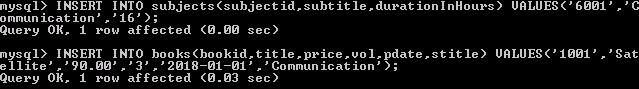 mysql> INSERT INTO subjects(subjectid,subtitle,durationInHours) VALUES('6001','C
ommunication','16');
Query OK, 1 row affected (0.00 sec)
mysql> INSERT INTO books(bookid,title,price,vol,pdate,stitle) VALUES('1001','Sat
ellite','90.00','3','2018-01-01','Communication');
Query OK, 1 row affected (0.03 sec)